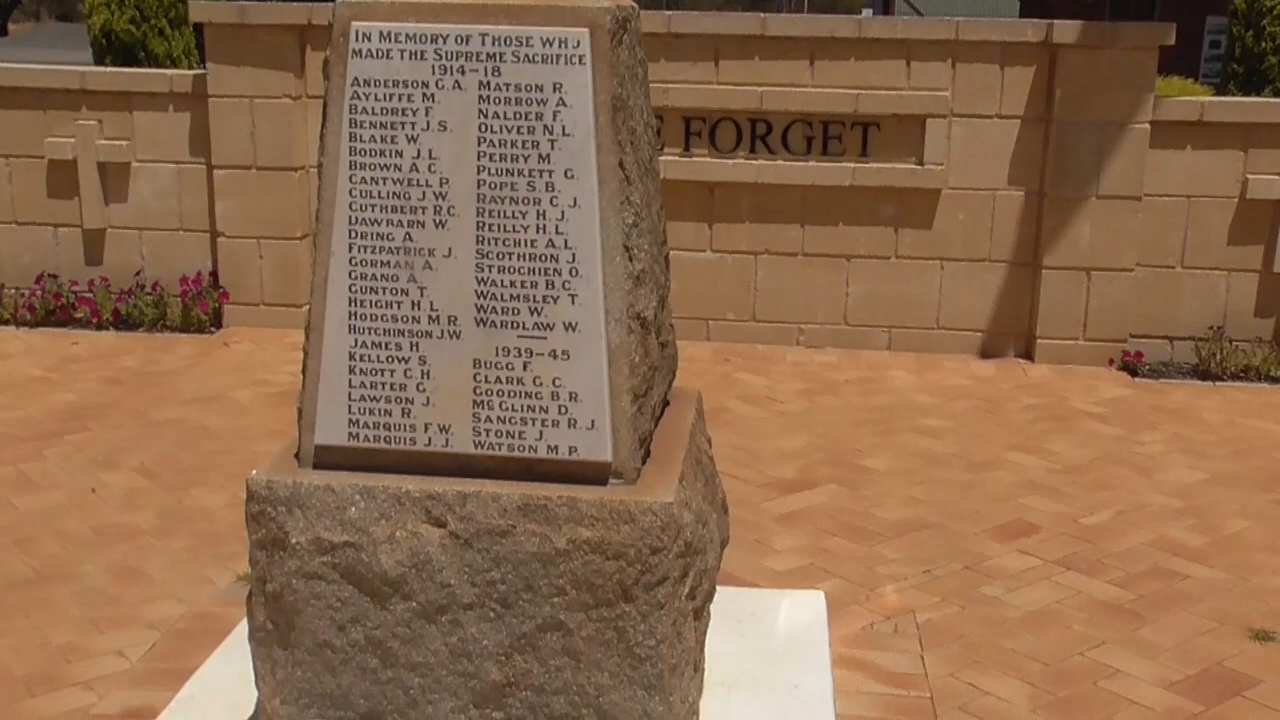 IN MEMORY OF THOSE WHO
MADE THE SUPREME SACRIFICE
1914-18
ANDERSON G.A.
AYLIFFE M.
BALDREY F.
BENNETT J.S.
BLAKE W.
BODKIN J.L.
BROWN A.C.
CANTWELL P.
CULLING J.W.
CUTHBERT R.C.
DAWBARN W.
DRING A.
FITZPATRICK J.
GORMAN A.
GRANO A.
GUNTON T.
HEIGHT H.L.
HODGSON M.R.
HUTCHINSON J.W.
JAMES H.
KELLOW S.
KNOTT C.H.
LARTER G.
LAWSON J.
LUKIN R.
MARQUIS F.W.
MARQUIS J.J.
MATSON R.
MORROW A.
NALDER F.
OLIVER N.L.
PARKER T.
PERRY M.
PLUNKETT G.
POPE S.B.
RAYNOR C.J.
REILLY H.J.
REILLY H.L.
RITCHIE A.L.
SCOTHRON J.
STROCHIEN O.
WALKER B.C.
WALMSLEY T.
WARD W.
WARDLAW W.
1939-45
BUGG F.
CLARK G.C.
GOODING B.R.
McGLINN D.
SANGSTER R.J.
STONE J.
WATSON M.P.
E FORGET